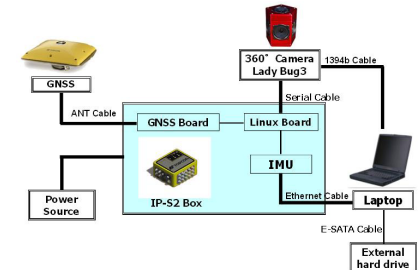 360° Camera
Lady Bug3
1394b Cable
GNSS
Serial Cable
ANT Cable
GNSS Board
Linux Board
IMU
Power
Source
IP-S2 Box
Ethernet Cable
Laptop
E-SATA Cable
External
hard drive